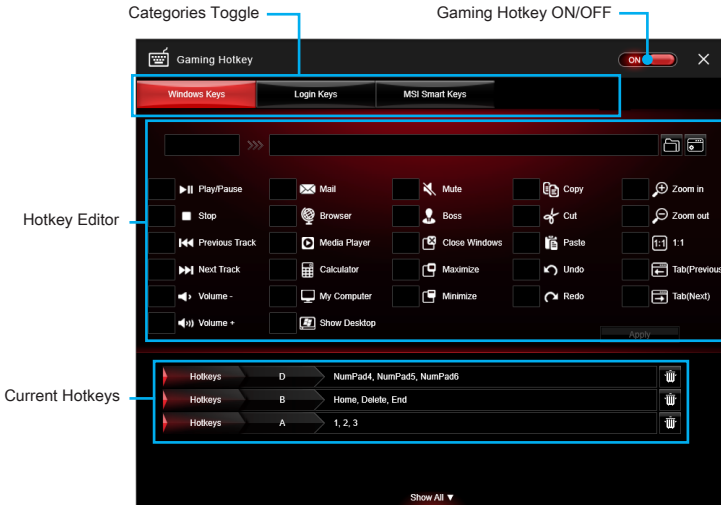 Categories Toggle Gaming Hotkey ON/OFF
Gaming Hotkey ON
Windows Keys Login Keys MSI Smart Keys
Play/Pause Mail Mute Copy Zoom in
Hotkey Editor Stop Browser Boss Cut Zoom out
Previous Track Media Player Close Windows Paste 1:1 1:1
Next Track Calculator Maximize Undo Tab(Previous
Volume - My Computer Minimize Redo Tab(Next)
Volume + Show Desktop
Apply
Hotkeys D NumPad4, NumPad5, NumPad6
Current Hotkeys Hotkeys B Home, Delete, End
Hotkeys A 1, 2, 3
Show All ▼